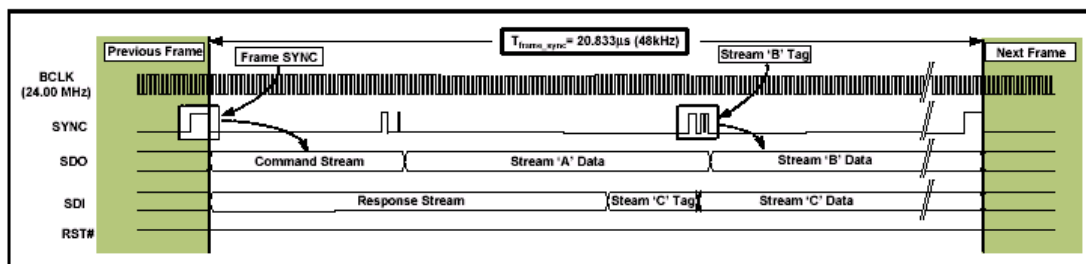 T_frame_sync = 20.833µs (48kHz)
Previous Frame
Frame SYNC
Stream 'B' Tag
Next Frame
BCLK
(24.00 MHz)
SYNC
SDO
Command Stream
Stream 'A' Data
Stream 'B' Data
SDI
Response Stream
Steam 'C' Tag
Stream 'C' Data
RST#